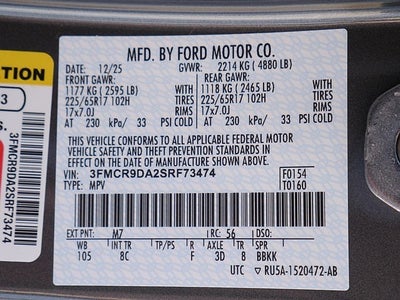 MFD. BY FORD MOTOR CO.
12/25 GVWR: 2214 KG ( 4880 LB)
FRONT GAWR: REAR GAWR:
1177 KG ( 2595 LB) WITH 1118 KG ( 2465 LB) WITH
225/65R17 102H TIRES 225/65R17 102H TIRES
17x7.0J RIMS 17x7.0J RIMS
AT 230 kPa/ 33 PSI COLD AT 230 kPa/ 33 PSI COLD
THIS VEHICLE CONFORMS TO ALL APPLICABLE FEDERAL MOTOR
VEHICLE SAFETY AND THEFT PREVENTION STANDARDS IN
EFFECT ON THE DATE OF MANUFACTURE SHOWN ABOVE.
VIN: 3FMCR9DA2SRF73474 F0154
TYPE: MPV T0160
EXT PNT: M7 RC: 56 DSO:
WB INT TR TP/PS R AXLE TR SPR
105 8C F 3D 8 BBKK
UTC ▽ RU5A-1520472-AB
TION
3
s.
3FMCR9DA2SRF73474